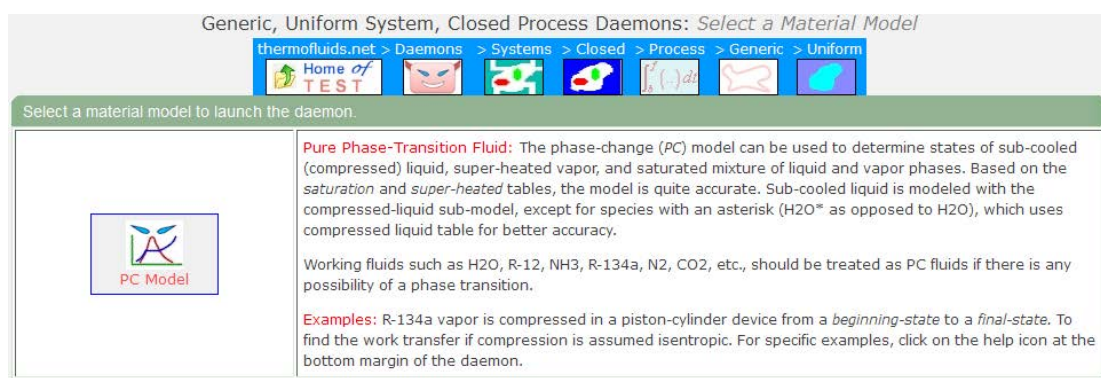 Generic, Uniform System, Closed Process Daemons: Select a Material Model
thermofluids.net > Daemons > Systems > Closed > Process > Generic > Uniform
Home of
TEST
∫(..)dt
Select a material model to launch the daemon.
Pure Phase-Transition Fluid: The phase-change (PC) model can be used to determine states of sub-cooled
(compressed) liquid, super-heated vapor, and saturated mixture of liquid and vapor phases. Based on the
saturation and super-heated tables, the model is quite accurate. Sub-cooled liquid is modeled with the
compressed-liquid sub-model, except for species with an asterisk (H2O* as opposed to H2O), which uses
compressed liquid table for better accuracy.
PC Model
Working fluids such as H2O, R-12, NH3, R-134a, N2, CO2, etc., should be treated as PC fluids if there is any
possibility of a phase transition.
Examples: R-134a vapor is compressed in a piston-cylinder device from a beginning-state to a final-state. To
find the work transfer if compression is assumed isentropic. For specific examples, click on the help icon at the
bottom margin of the daemon.